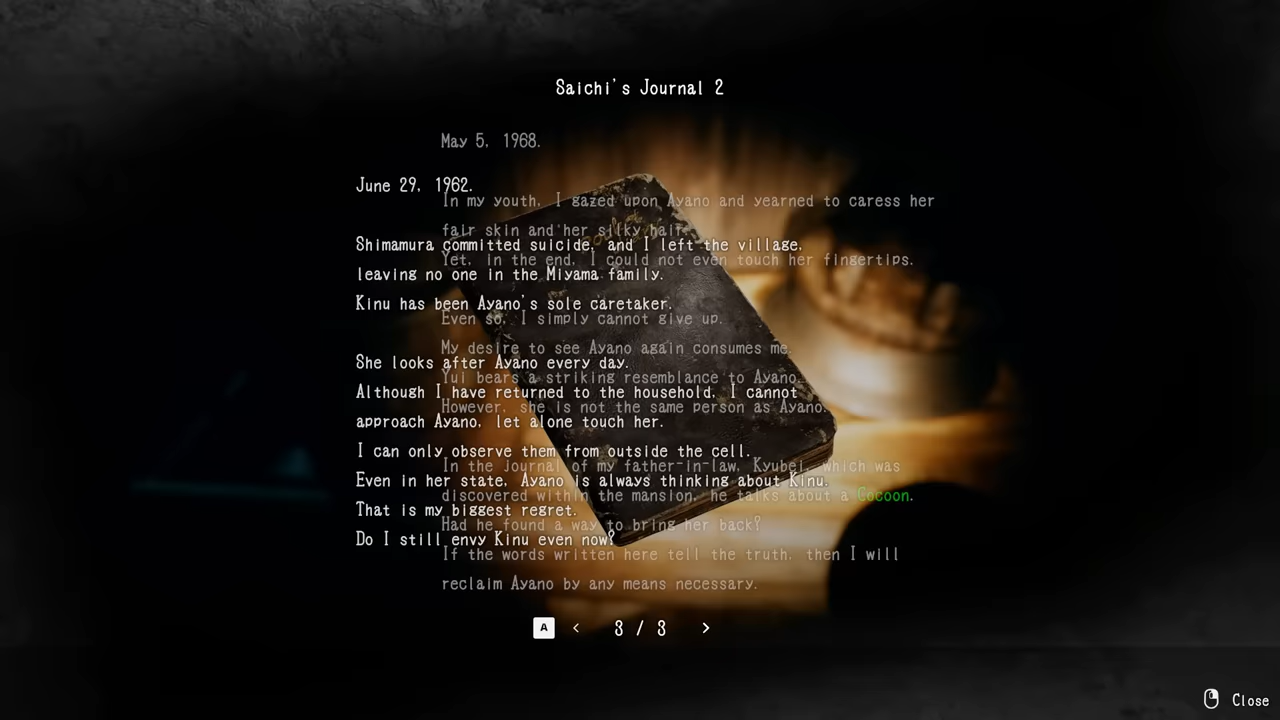 Saichi's Journal 2
May 5, 1968.
In my youth, I gazed upon Ayano and yearned to caress her
fair skin and her silky hair.
Yet, in the end, I could not even touch her fingertips.
Even so, I simply cannot give up.
My desire to see Ayano again consumes me.
Yui bears a striking resemblance to Ayano.
However, she is not the same person as Ayano.
In the journal of my father-in-law, Kyubei, which was
discovered within the mansion, he talks about a Cocoon.
Had he found a way to bring her back?
If the words written here tell the truth, then I will
reclaim Ayano by any means necessary.
June 29, 1962.
Shimamura committed suicide, and I left the village,
leaving no one in the Miyama family.
Kinu has been Ayano's sole caretaker.
She looks after Ayano every day.
Although I have returned to the household, I cannot
approach Ayano, let alone touch her.
I can only observe them from outside the cell.
Even in her state, Ayano is always thinking about Kinu.
That is my biggest regret.
Do I still envy Kinu even now?
A < 3 / 3 >
Close